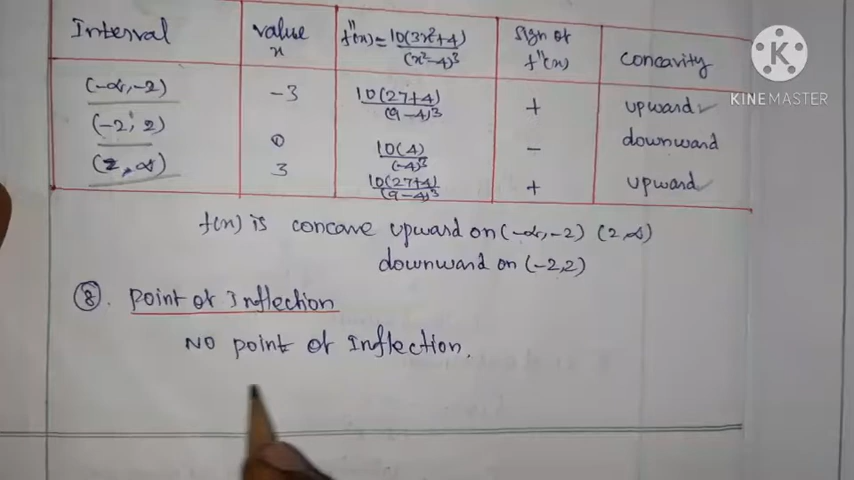 Interval value x f''(x) = 10(3x²+4)/(x²-4)³ Sign of f''(x) concavity
(-∞,-2) -3 10(27+4)/(9-4)³ + upward ✓
(-2, 2) 0 10(4)/(-4)³ - downward
(2, ∞) 3 10(27+4)/(9-4)³ + upward ✓
f(x) is concave upward on (-∞,-2) (2,∞)
downward on (-2,2)
⑧. Point of Inflection
NO point of Inflection.
K
KINEMASTER